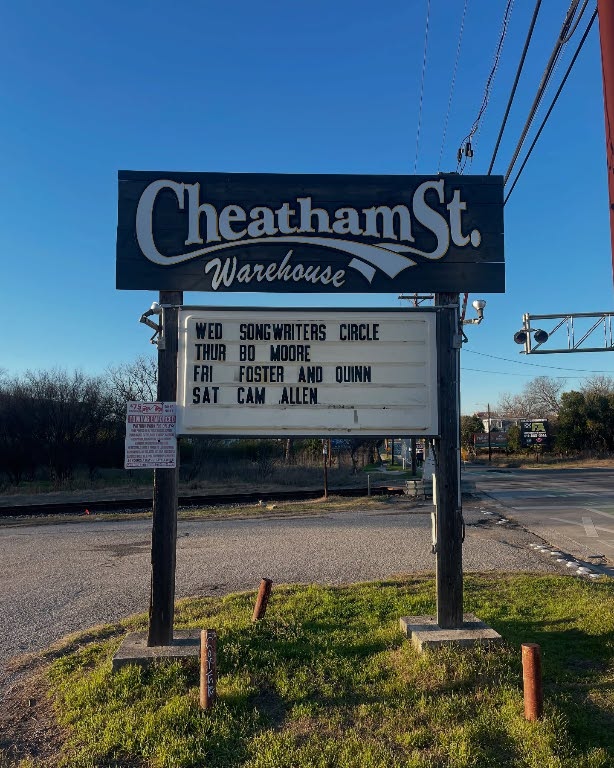 Cheatham St.
Warehouse
WED SONGWRITERS CIRCLE
THUR BO MOORE
FRI FOSTER AND QUINN
SAT CAM ALLEN